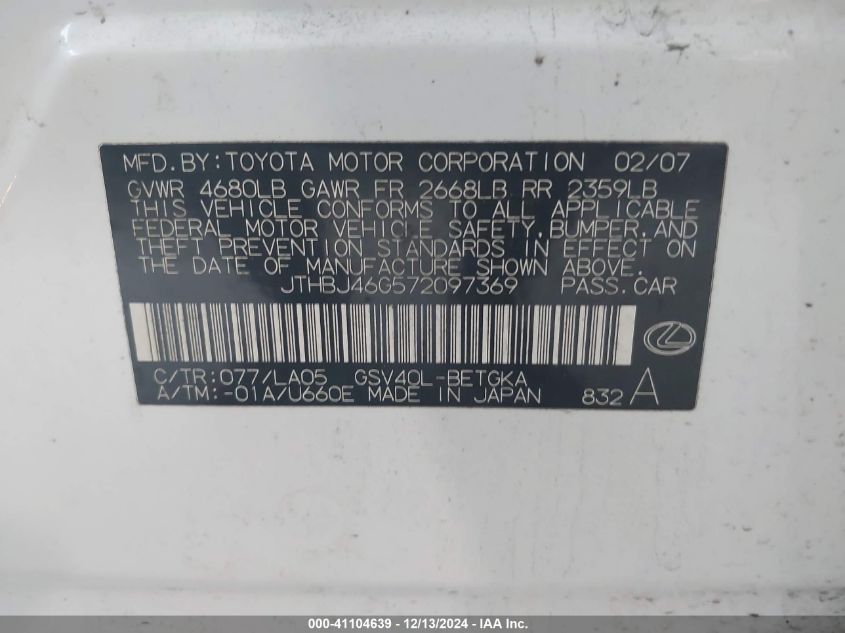 MFD.BY:TOYOTA MOTOR CORPORATION 02/07
GVWR 4680LB GAWR FR 2668LB RR 2359LB
THIS VEHICLE CONFORMS TO ALL APPLICABLE
FEDERAL MOTOR VEHICLE SAFETY,BUMPER,AND
THEFT PREVENTION STANDARDS IN EFFECT ON
THE DATE OF MANUFACTURE SHOWN ABOVE.
JTHBJ46G572097369 PASS.CAR
C/TR:077/LA05 GSV40L-BETGKA
A/TM:-01A/U660E MADE IN JAPAN 832 A
000-41104639 - 12/13/2024 - IAA Inc.